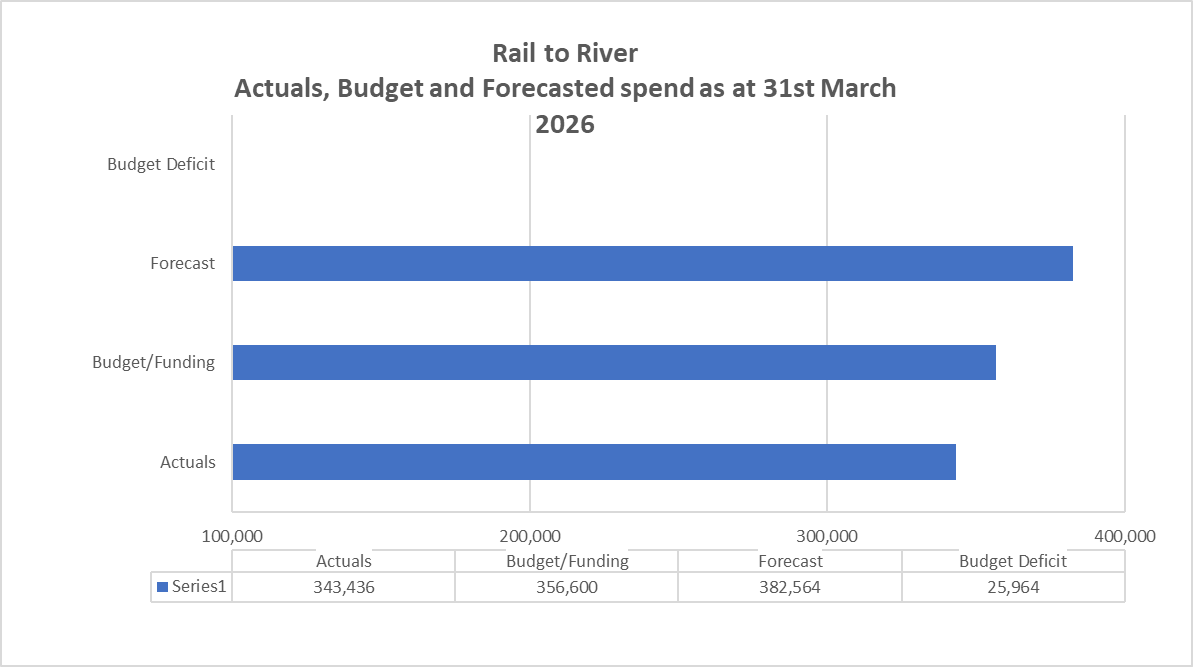 Rail to River
Actuals, Budget and Forecasted spend as at 31st March
2026
Budget Deficit
Forecast
Budget/Funding
Actuals
100,000 200,000 300,000 400,000
Actuals Budget/Funding Forecast Budget Deficit
Series1 343,436 356,600 382,564 25,964